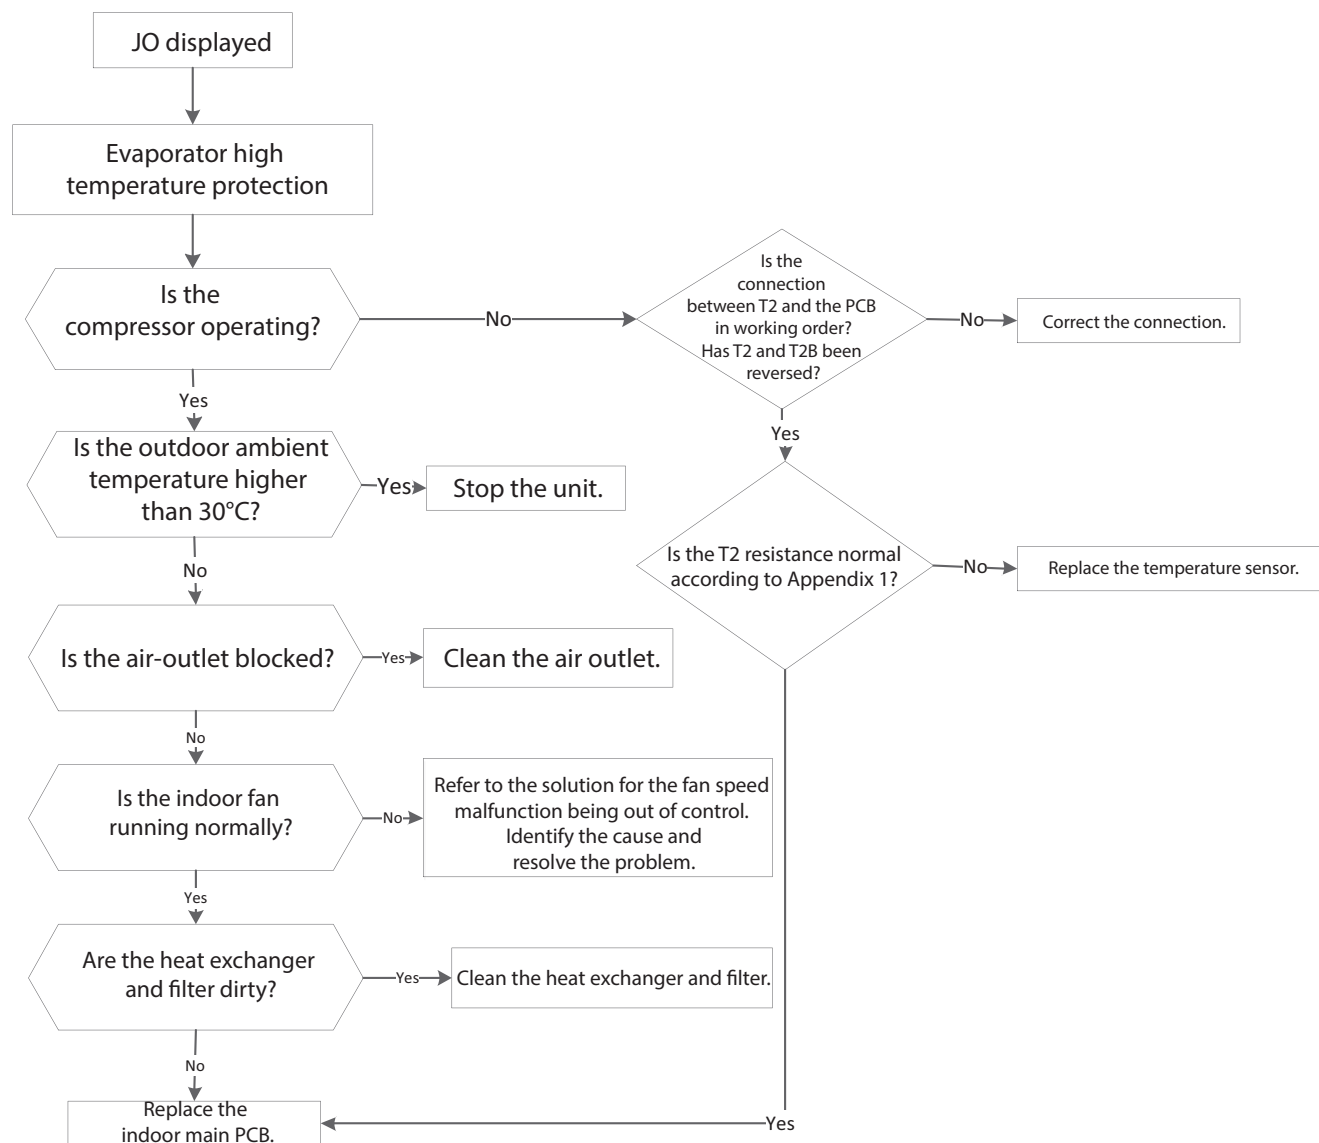 JO displayed
Evaporator high
temperature protection
Is the
compressor operating?
No
Is the
connection
between T2 and the PCB
in working order?
Has T2 and T2B been
reversed?
No
Correct the connection.
Yes
Yes
Is the outdoor ambient
temperature higher
than 30°C?
Yes
Stop the unit.
No
Is the T2 resistance normal
according to Appendix 1?
No
Replace the temperature sensor.
Is the air-outlet blocked?
Yes
Clean the air outlet.
No
Is the indoor fan
running normally?
No
Refer to the solution for the fan speed
malfunction being out of control.
Identify the cause and
resolve the problem.
Yes
Are the heat exchanger
and filter dirty?
Yes
Clean the heat exchanger and filter.
No
Replace the
indoor main PCB.
Yes